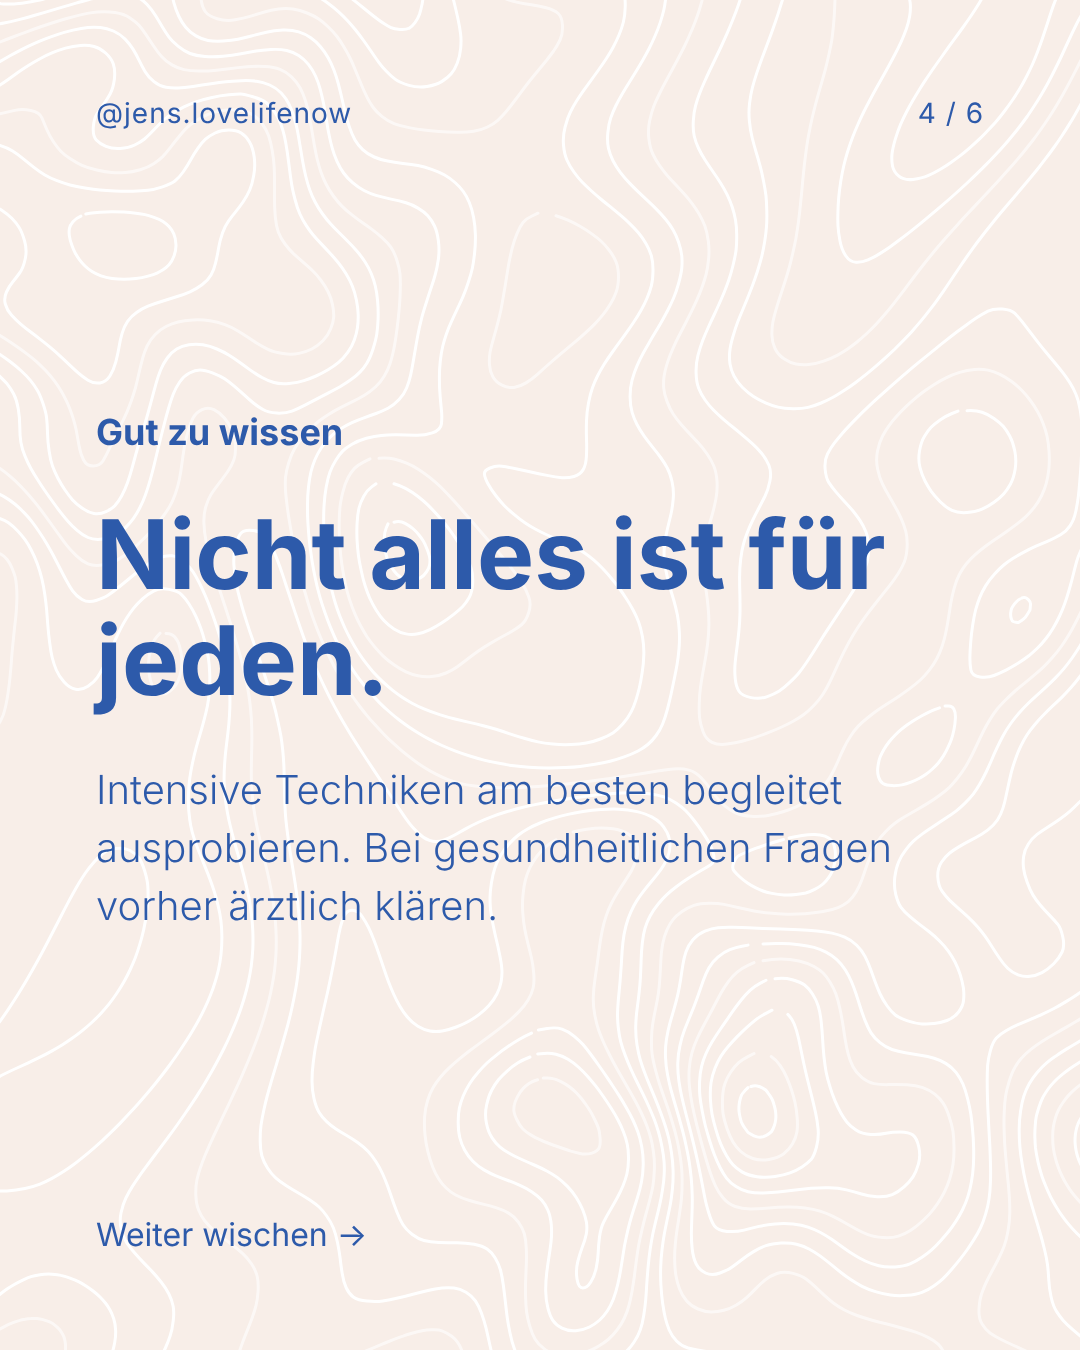 @jens.lovelifenow
4 / 6
Gut zu wissen
Nicht alles ist für
jeden.
Intensive Techniken am besten begleitet
ausprobieren. Bei gesundheitlichen Fragen
vorher ärztlich klären.
Weiter wischen →